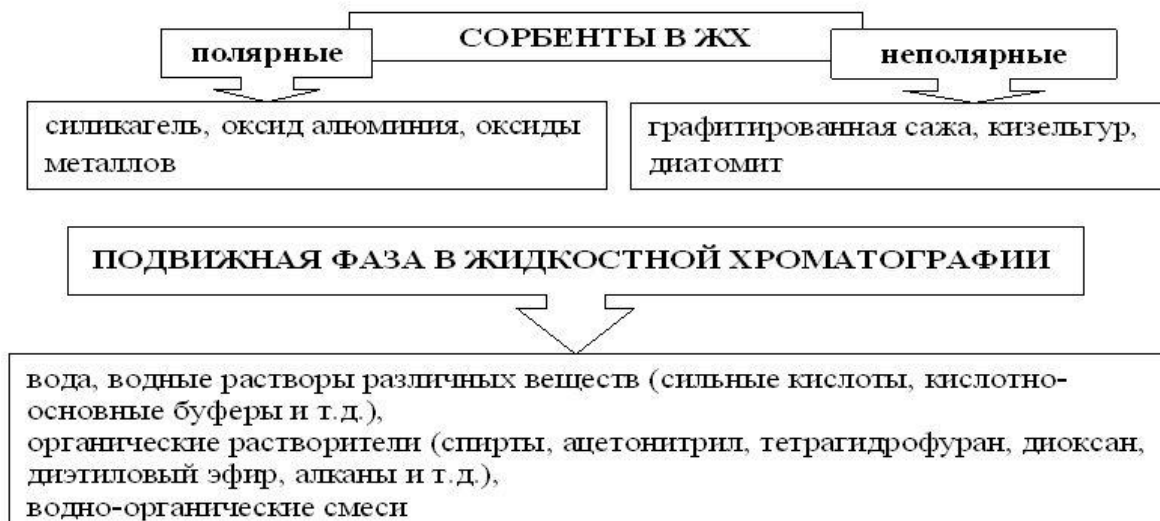 СОРБЕНТЫ В ЖХ
полярные
неполярные
силикагель, оксид алюминия, оксиды
металлов
графитированная сажа, кизельгур,
диатомит
ПОДВИЖНАЯ ФАЗА В ЖИДКОСТНОЙ ХРОМАТОГРАФИИ
вода, водные растворы различных веществ (сильные кислоты, кислотно-
основные буферы и т.д.),
органические растворители (спирты, ацетонитрил, тетрагидрофуран, диоксан,
диэтиловый эфир, алканы и т.д.),
водно-органические смеси